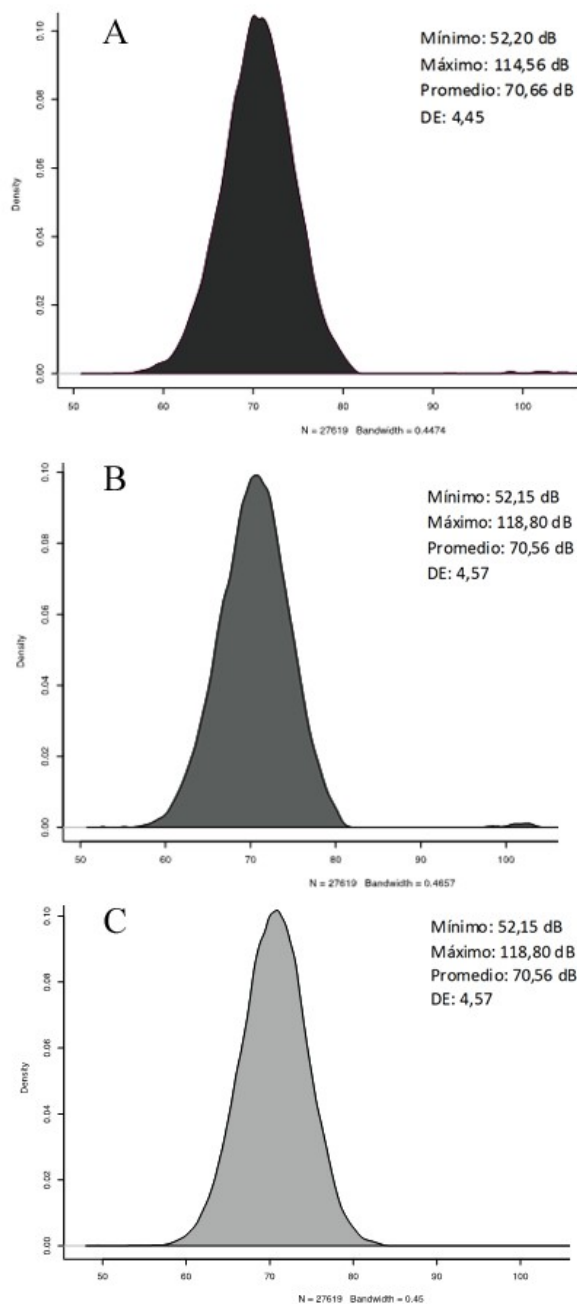 A
Mínimo: 52,20 dB
Máximo: 114,56 dB
Promedio: 70,66 dB
DE: 4,45
Density
0.00
0.02
0.04
0.06
0.08
0.10
50 60 70 80 90 100
N = 27619 Bandwidth = 0.4474
B
Mínimo: 52,15 dB
Máximo: 118,80 dB
Promedio: 70,56 dB
DE: 4,57
Density
0.00
0.02
0.04
0.06
0.08
0.10
50 60 70 80 90 100
N = 27619 Bandwidth = 0.4657
C
Mínimo: 52,15 dB
Máximo: 118,80 dB
Promedio: 70,56 dB
DE: 4,57
Density
0.00
0.02
0.04
0.06
0.08
0.10
50 60 70 80 90 100
N = 27619 Bandwidth = 0.45